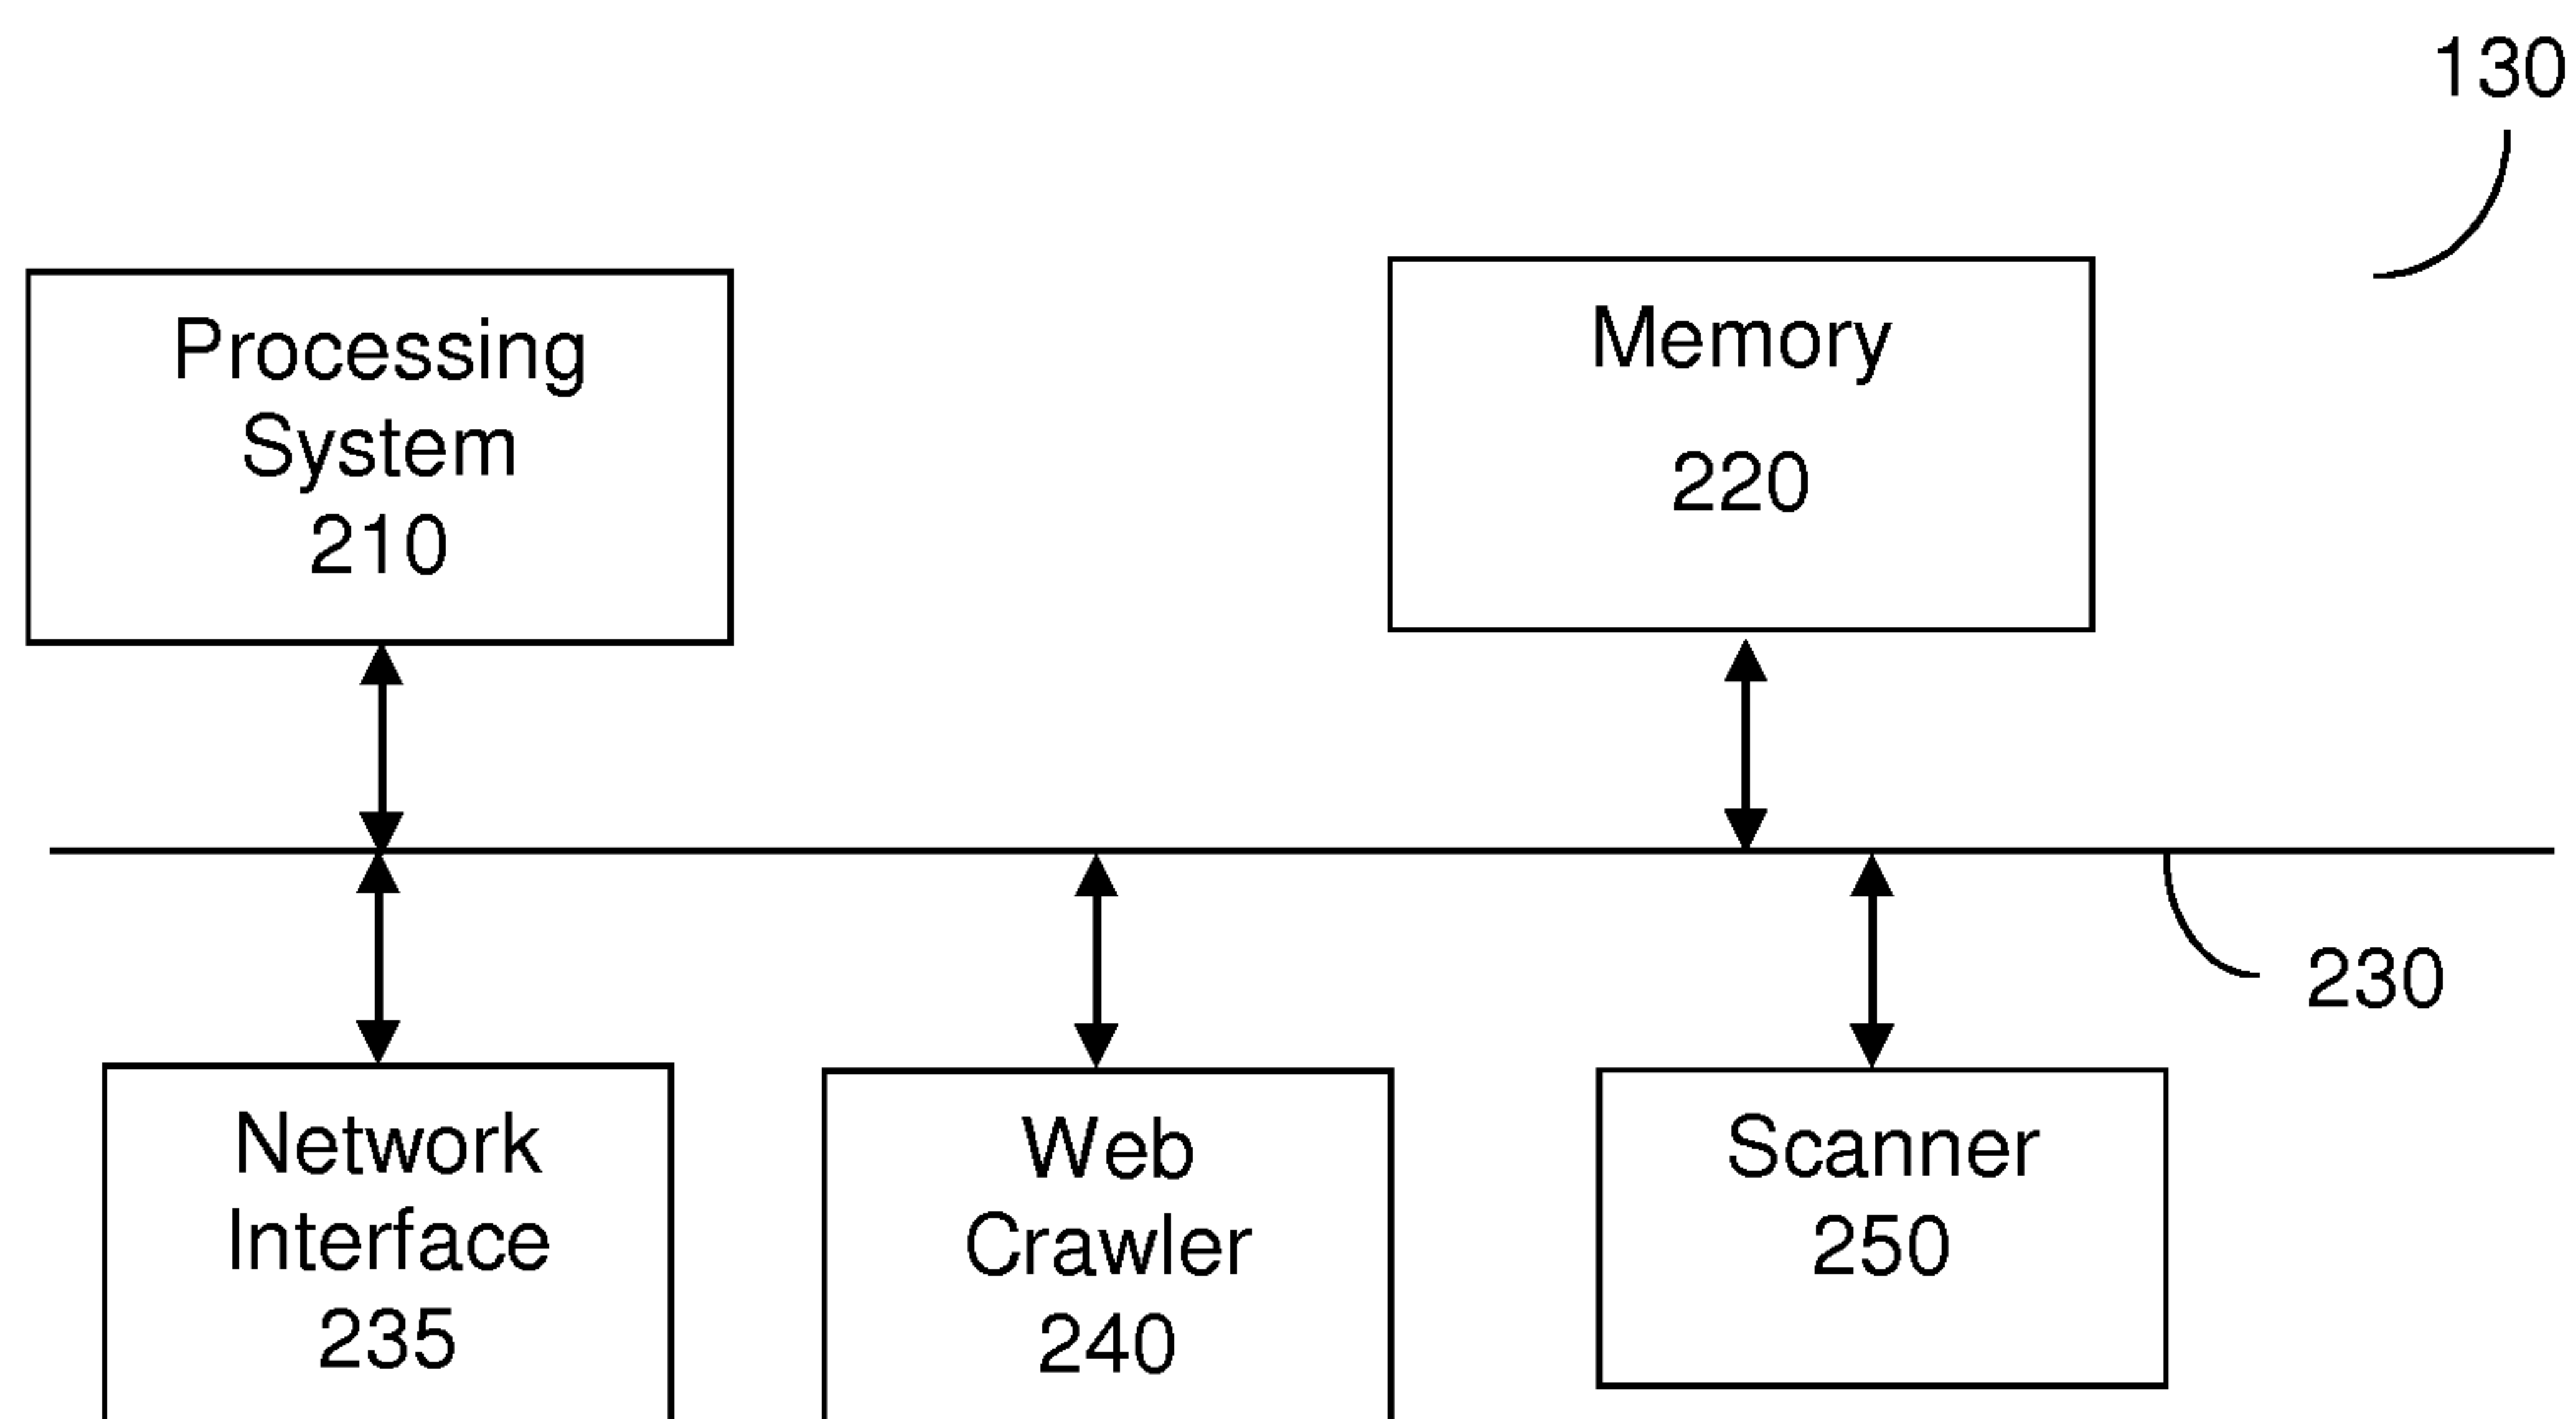 130
Processing
System
210
Memory
220
230
Network
Interface
235
Web
Crawler
240
Scanner
250